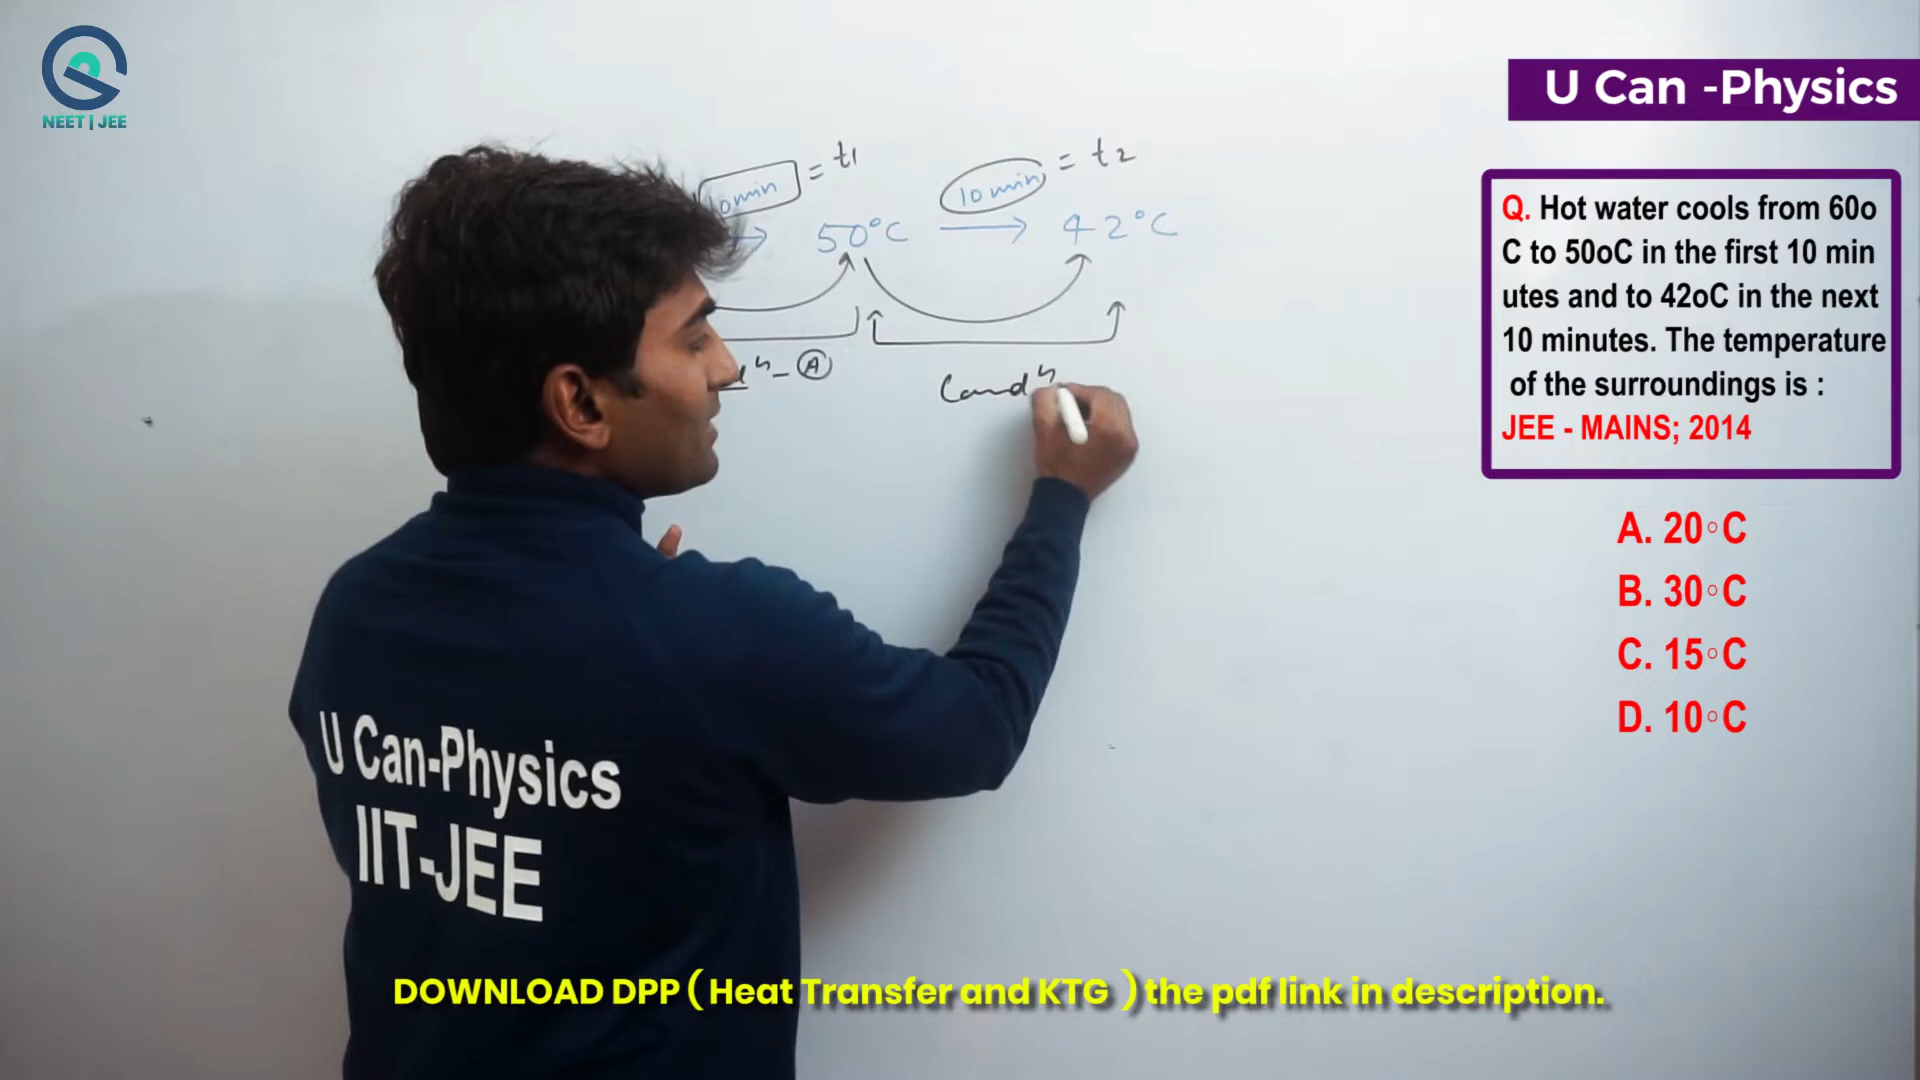 NEET | JEE
U Can -Physics
10min = t1
10 min = t2
50°C → 42°C
- A
Condⁿ
Q. Hot water cools from 60o
C to 50oC in the first 10 min
utes and to 42oC in the next
10 minutes. The temperature
of the surroundings is :
JEE - MAINS; 2014
A. 20◦C
B. 30◦C
C. 15◦C
D. 10◦C
U Can-Physics
IIT-JEE
DOWNLOAD DPP ( Heat Transfer and KTG ) the pdf link in description.